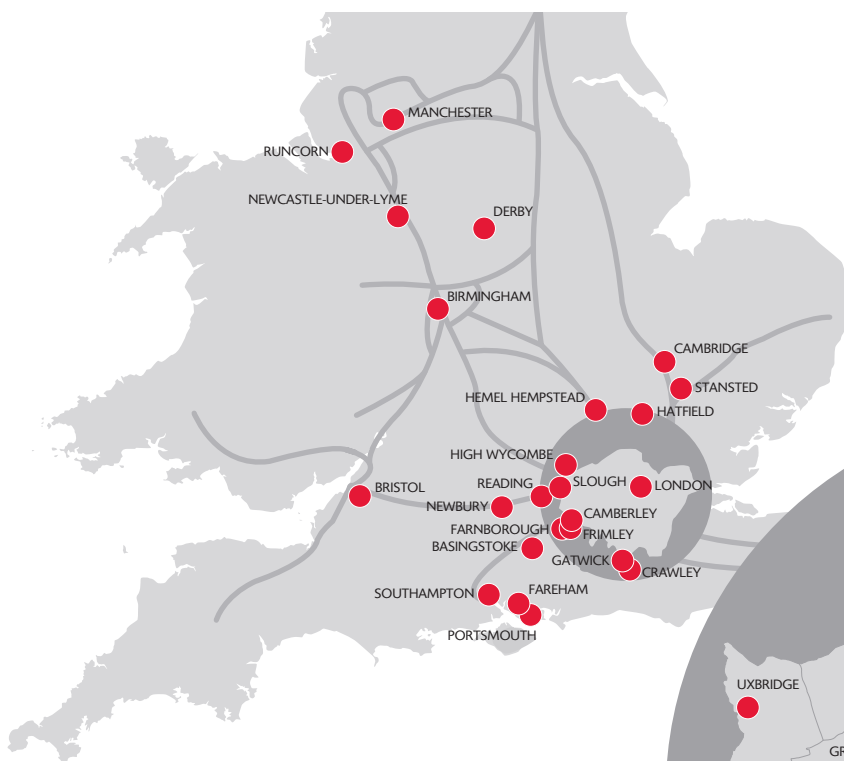 MANCHESTER
RUNCORN
NEWCASTLE-UNDER-LYME
DERBY
BIRMINGHAM
CAMBRIDGE
STANSTED
HEMEL HEMPSTEAD
HATFIELD
HIGH WYCOMBE
READING
SLOUGH
LONDON
BRISTOL
NEWBURY
CAMBERLEY
FARNBOROUGH
FRIMLEY
BASINGSTOKE
GATWICK
CRAWLEY
SOUTHAMPTON
FAREHAM
PORTSMOUTH
UXBRIDGE
GR